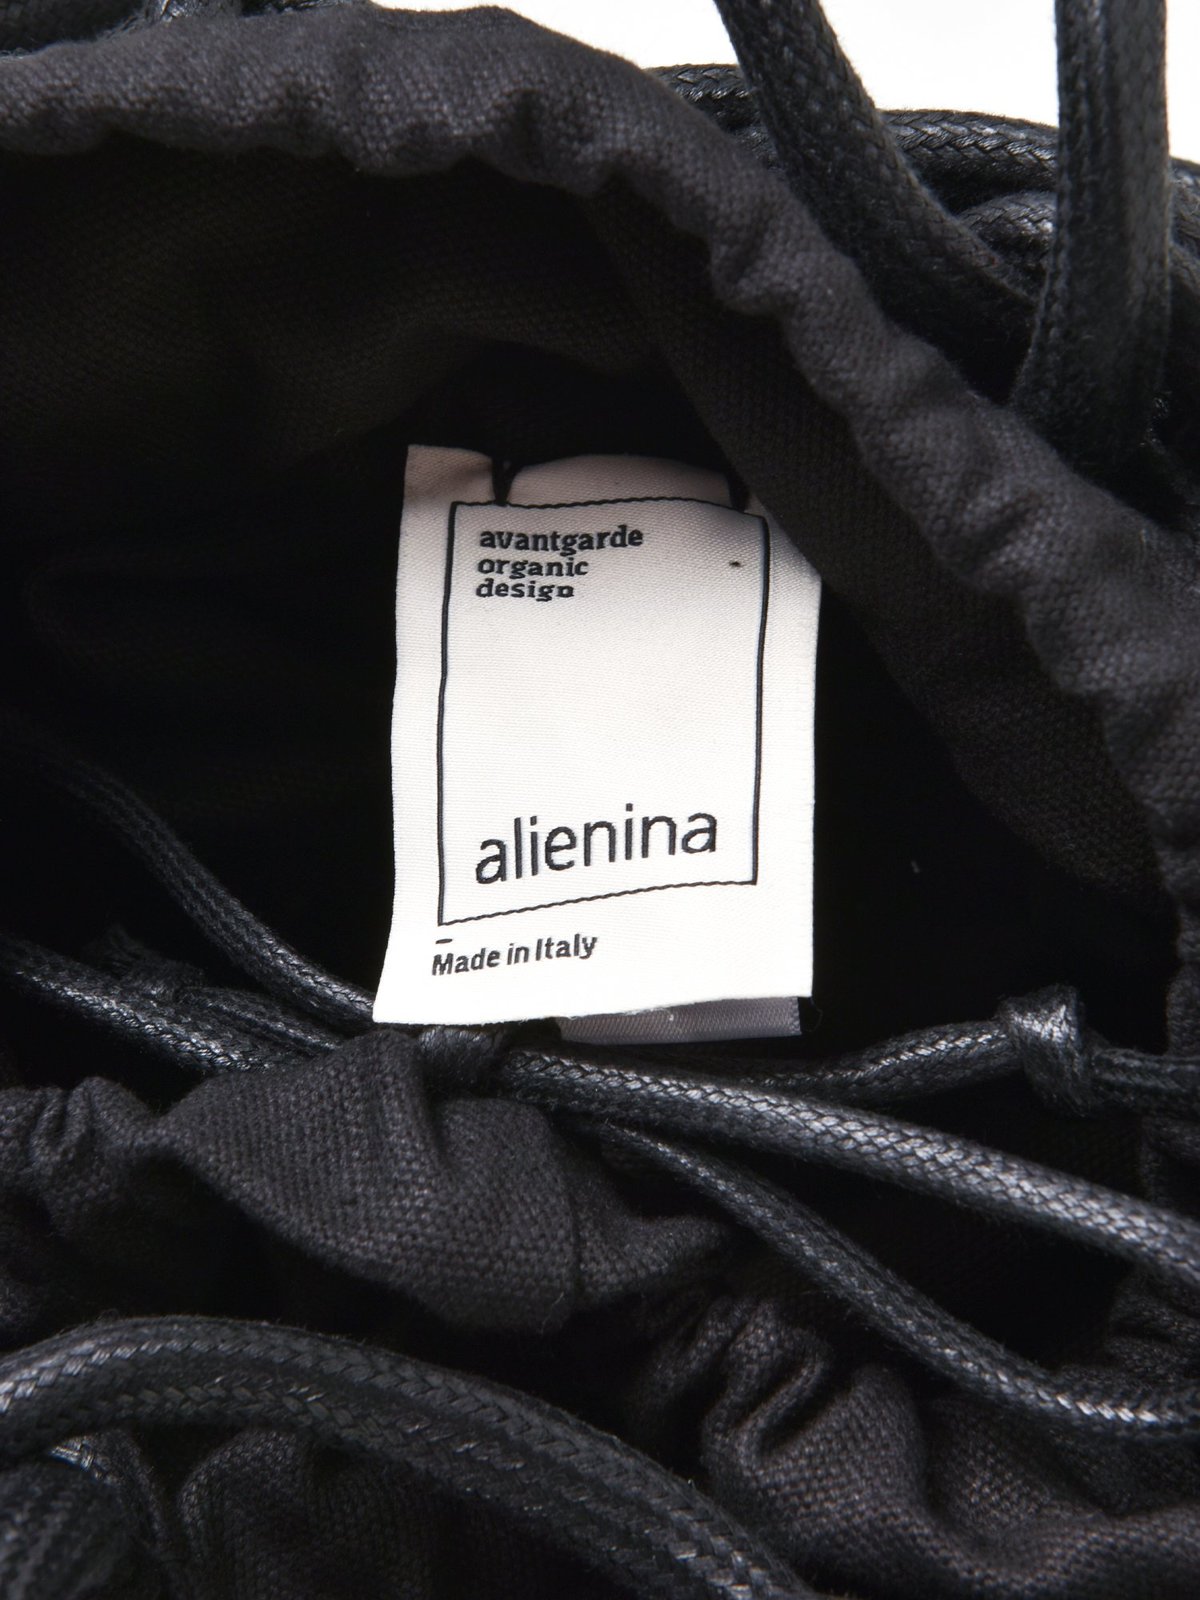 avantgarde
organic
design
alienina
Made in Italy